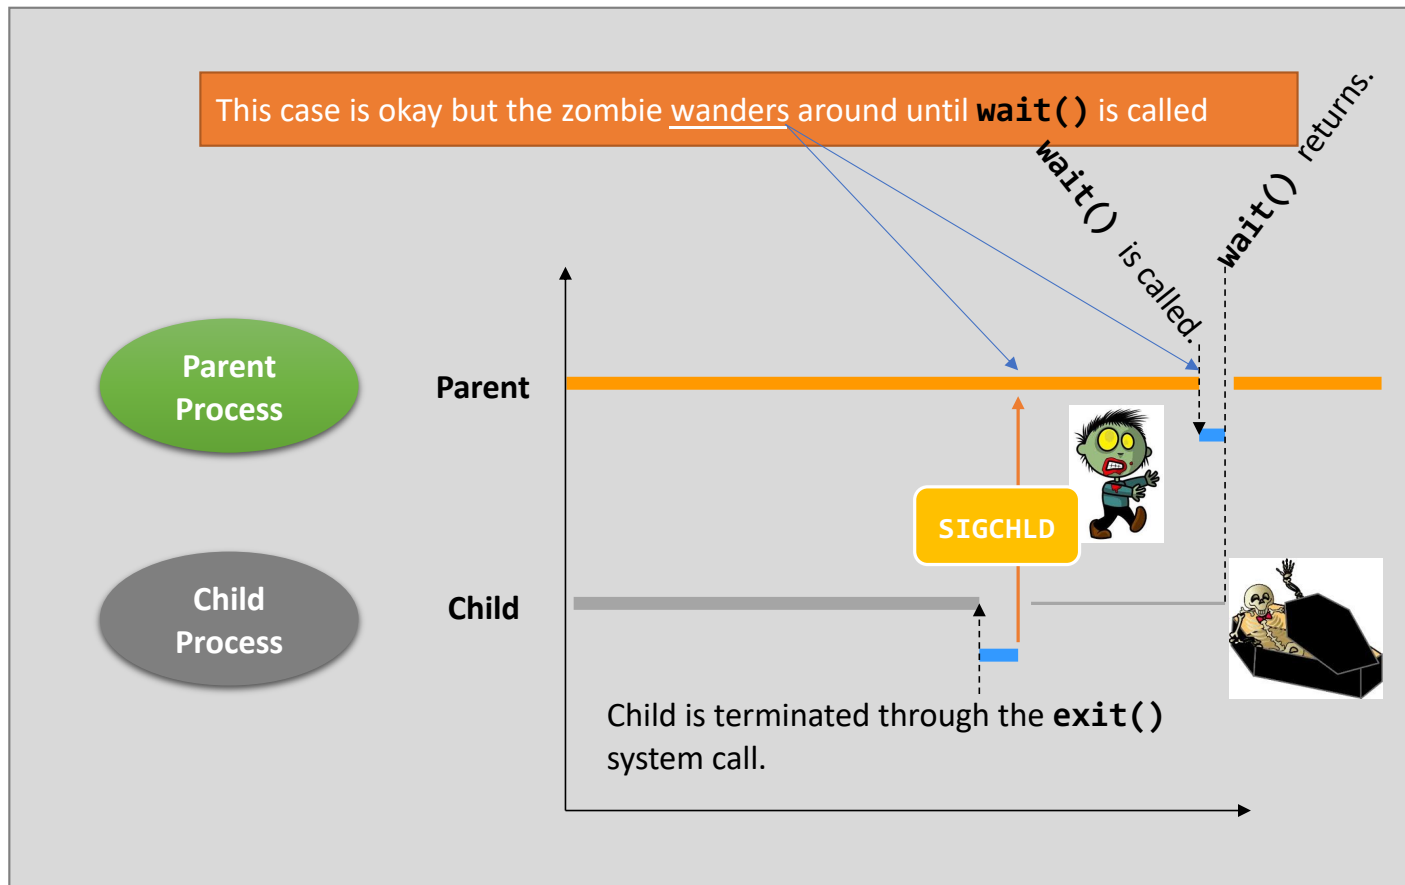 This case is okay but the zombie wanders around until wait() is called
wait() is called.
wait() returns.
Parent
Process
Parent
SIGCHLD
Child
Process
Child
Child is terminated through the exit()
system call.